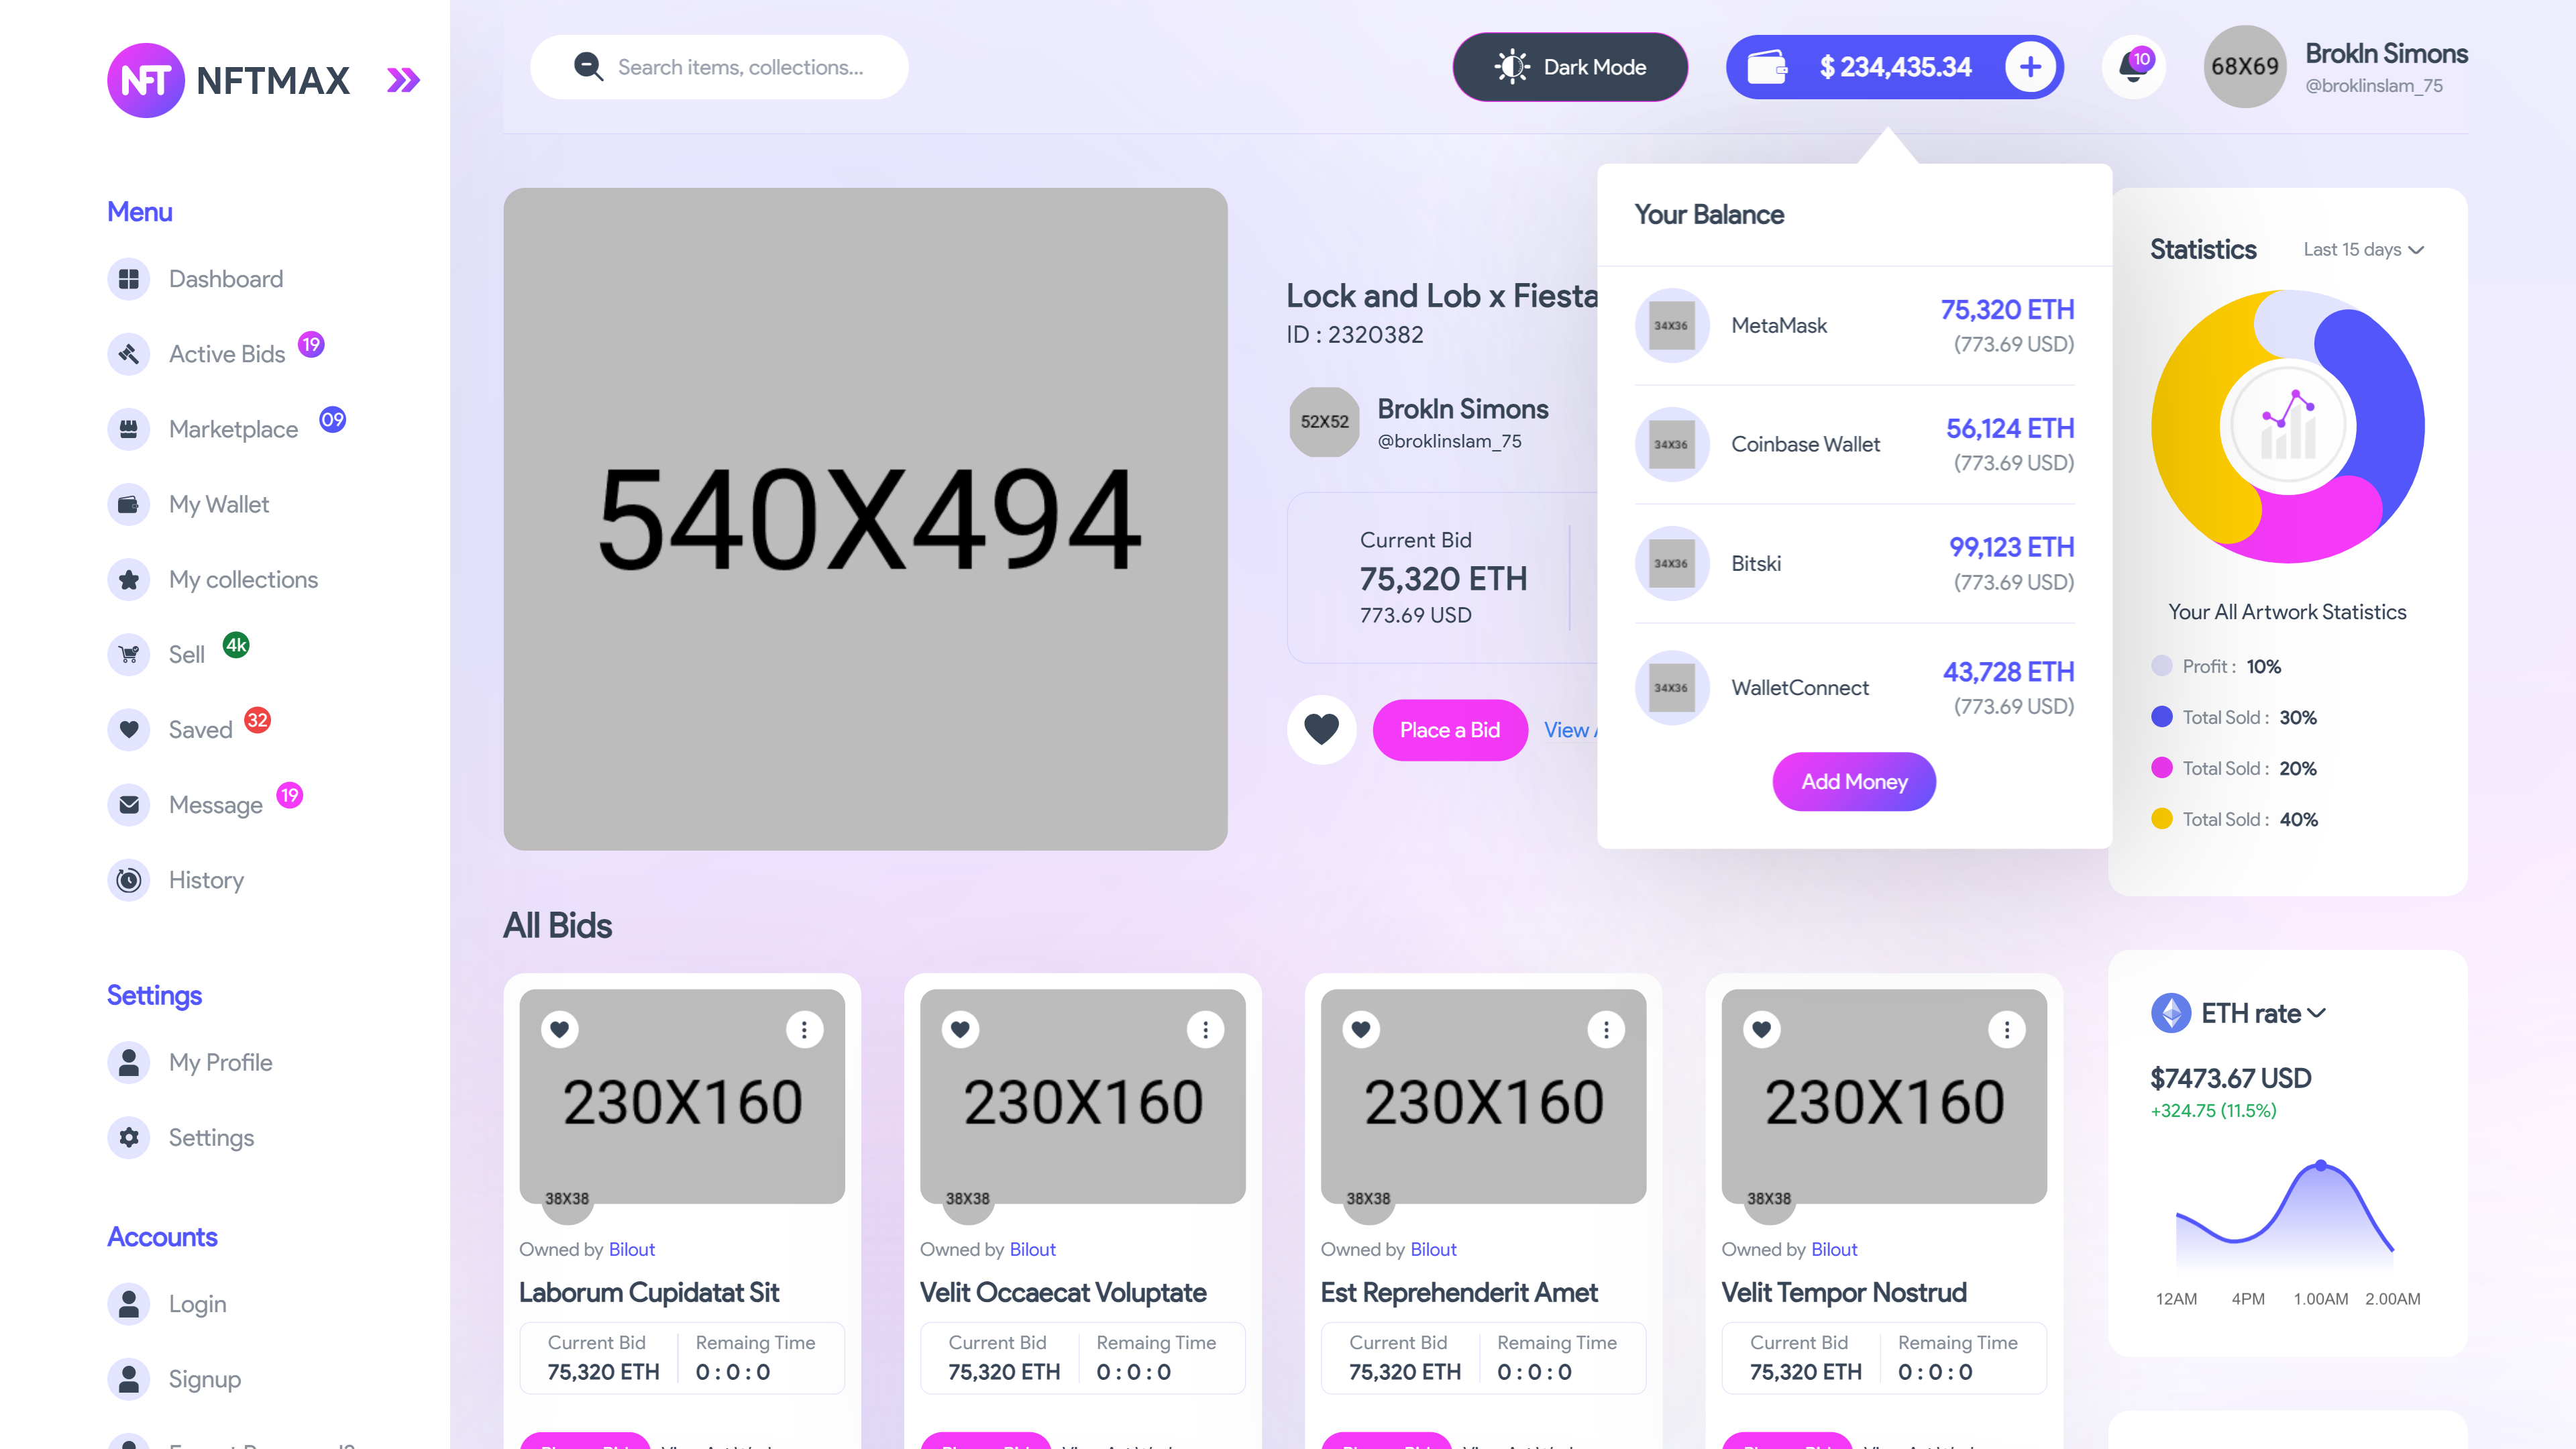 NFT NFTMAX
Menu
Dashboard
Active Bids 19
Marketplace 09
My Wallet
My collections
Sell 4k
Saved 32
Message 19
History
Settings
My Profile
Settings
Accounts
Login
Signup
Search items, collections...
Dark Mode
$ 234,435.34
10
68X69
Brokln Simons
@broklinslam_75
540X494
Lock and Lob x Fiesta
ID : 2320382
52X52
Brokln Simons
@broklinslam_75
Current Bid
75,320 ETH
773.69 USD
Place a Bid
View
Your Balance
34X36
MetaMask
75,320 ETH
(773.69 USD)
34X36
Coinbase Wallet
56,124 ETH
(773.69 USD)
34X36
Bitski
99,123 ETH
(773.69 USD)
34X36
WalletConnect
43,728 ETH
(773.69 USD)
Add Money
Statistics
Last 15 days
Your All Artwork Statistics
Profit : 10%
Total Sold : 30%
Total Sold : 20%
Total Sold : 40%
All Bids
230X160
38X38
Owned by Bilout
Laborum Cupidatat Sit
Current Bid
75,320 ETH
Remaing Time
0 : 0 : 0
230X160
38X38
Owned by Bilout
Velit Occaecat Voluptate
Current Bid
75,320 ETH
Remaing Time
0 : 0 : 0
230X160
38X38
Owned by Bilout
Est Reprehenderit Amet
Current Bid
75,320 ETH
Remaing Time
0 : 0 : 0
230X160
38X38
Owned by Bilout
Velit Tempor Nostrud
Current Bid
75,320 ETH
Remaing Time
0 : 0 : 0
ETH rate
$7473.67 USD
+324.75 (11.5%)
12AM 4PM 1.00AM 2.00AM